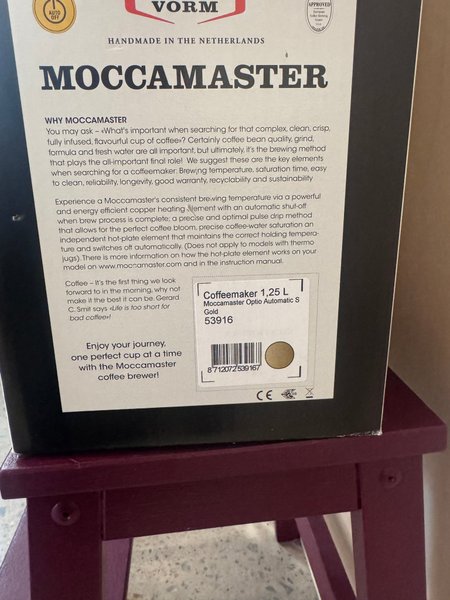 AUTO
OFF
VORM
APPROVED
HANDMADE IN THE NETHERLANDS
MOCCAMASTER
WHY MOCCAMASTER
You may ask – «What's important when searching for that complex, clean, crisp,
fully infused, flavourful cup of coffee»? Certainly coffee bean quality, grind,
formula and fresh water are all important, but ultimately, it's the brewing method
that plays the all-important final role! We suggest these are the key elements
when searching for a coffeemaker: Brewing temperature, saturation time, easy
to clean, reliability, longevity, good warranty, recyclability and sustainability
Experience a Moccamaster's consistent brewing temperature via a powerful
and energy efficient copper heating element with an automatic shut-off
when brew process is complete; a precise and optimal pulse drip method
that allows for the perfect coffee bloom; precise coffee-water saturation an
independent hot-plate element that maintains the correct holding tempera-
ture and switches off automatically. (Does not apply to models with thermo
jugs).There is more information on how the hot-plate element works on your
model on www.moccamaster.com and in the instruction manual.
Coffee – It's the first thing we look
forward to in the morning, why not
make it the best it can be. Gerard
C. Smit says «Life is too short for
bad coffee»!
Enjoy your journey,
one perfect cup at a time
with the Moccamaster
coffee brewer!
Coffeemaker 1,25 L
Moccamaster Optio Automatic S
Gold
53916
8 712072 539167
CE